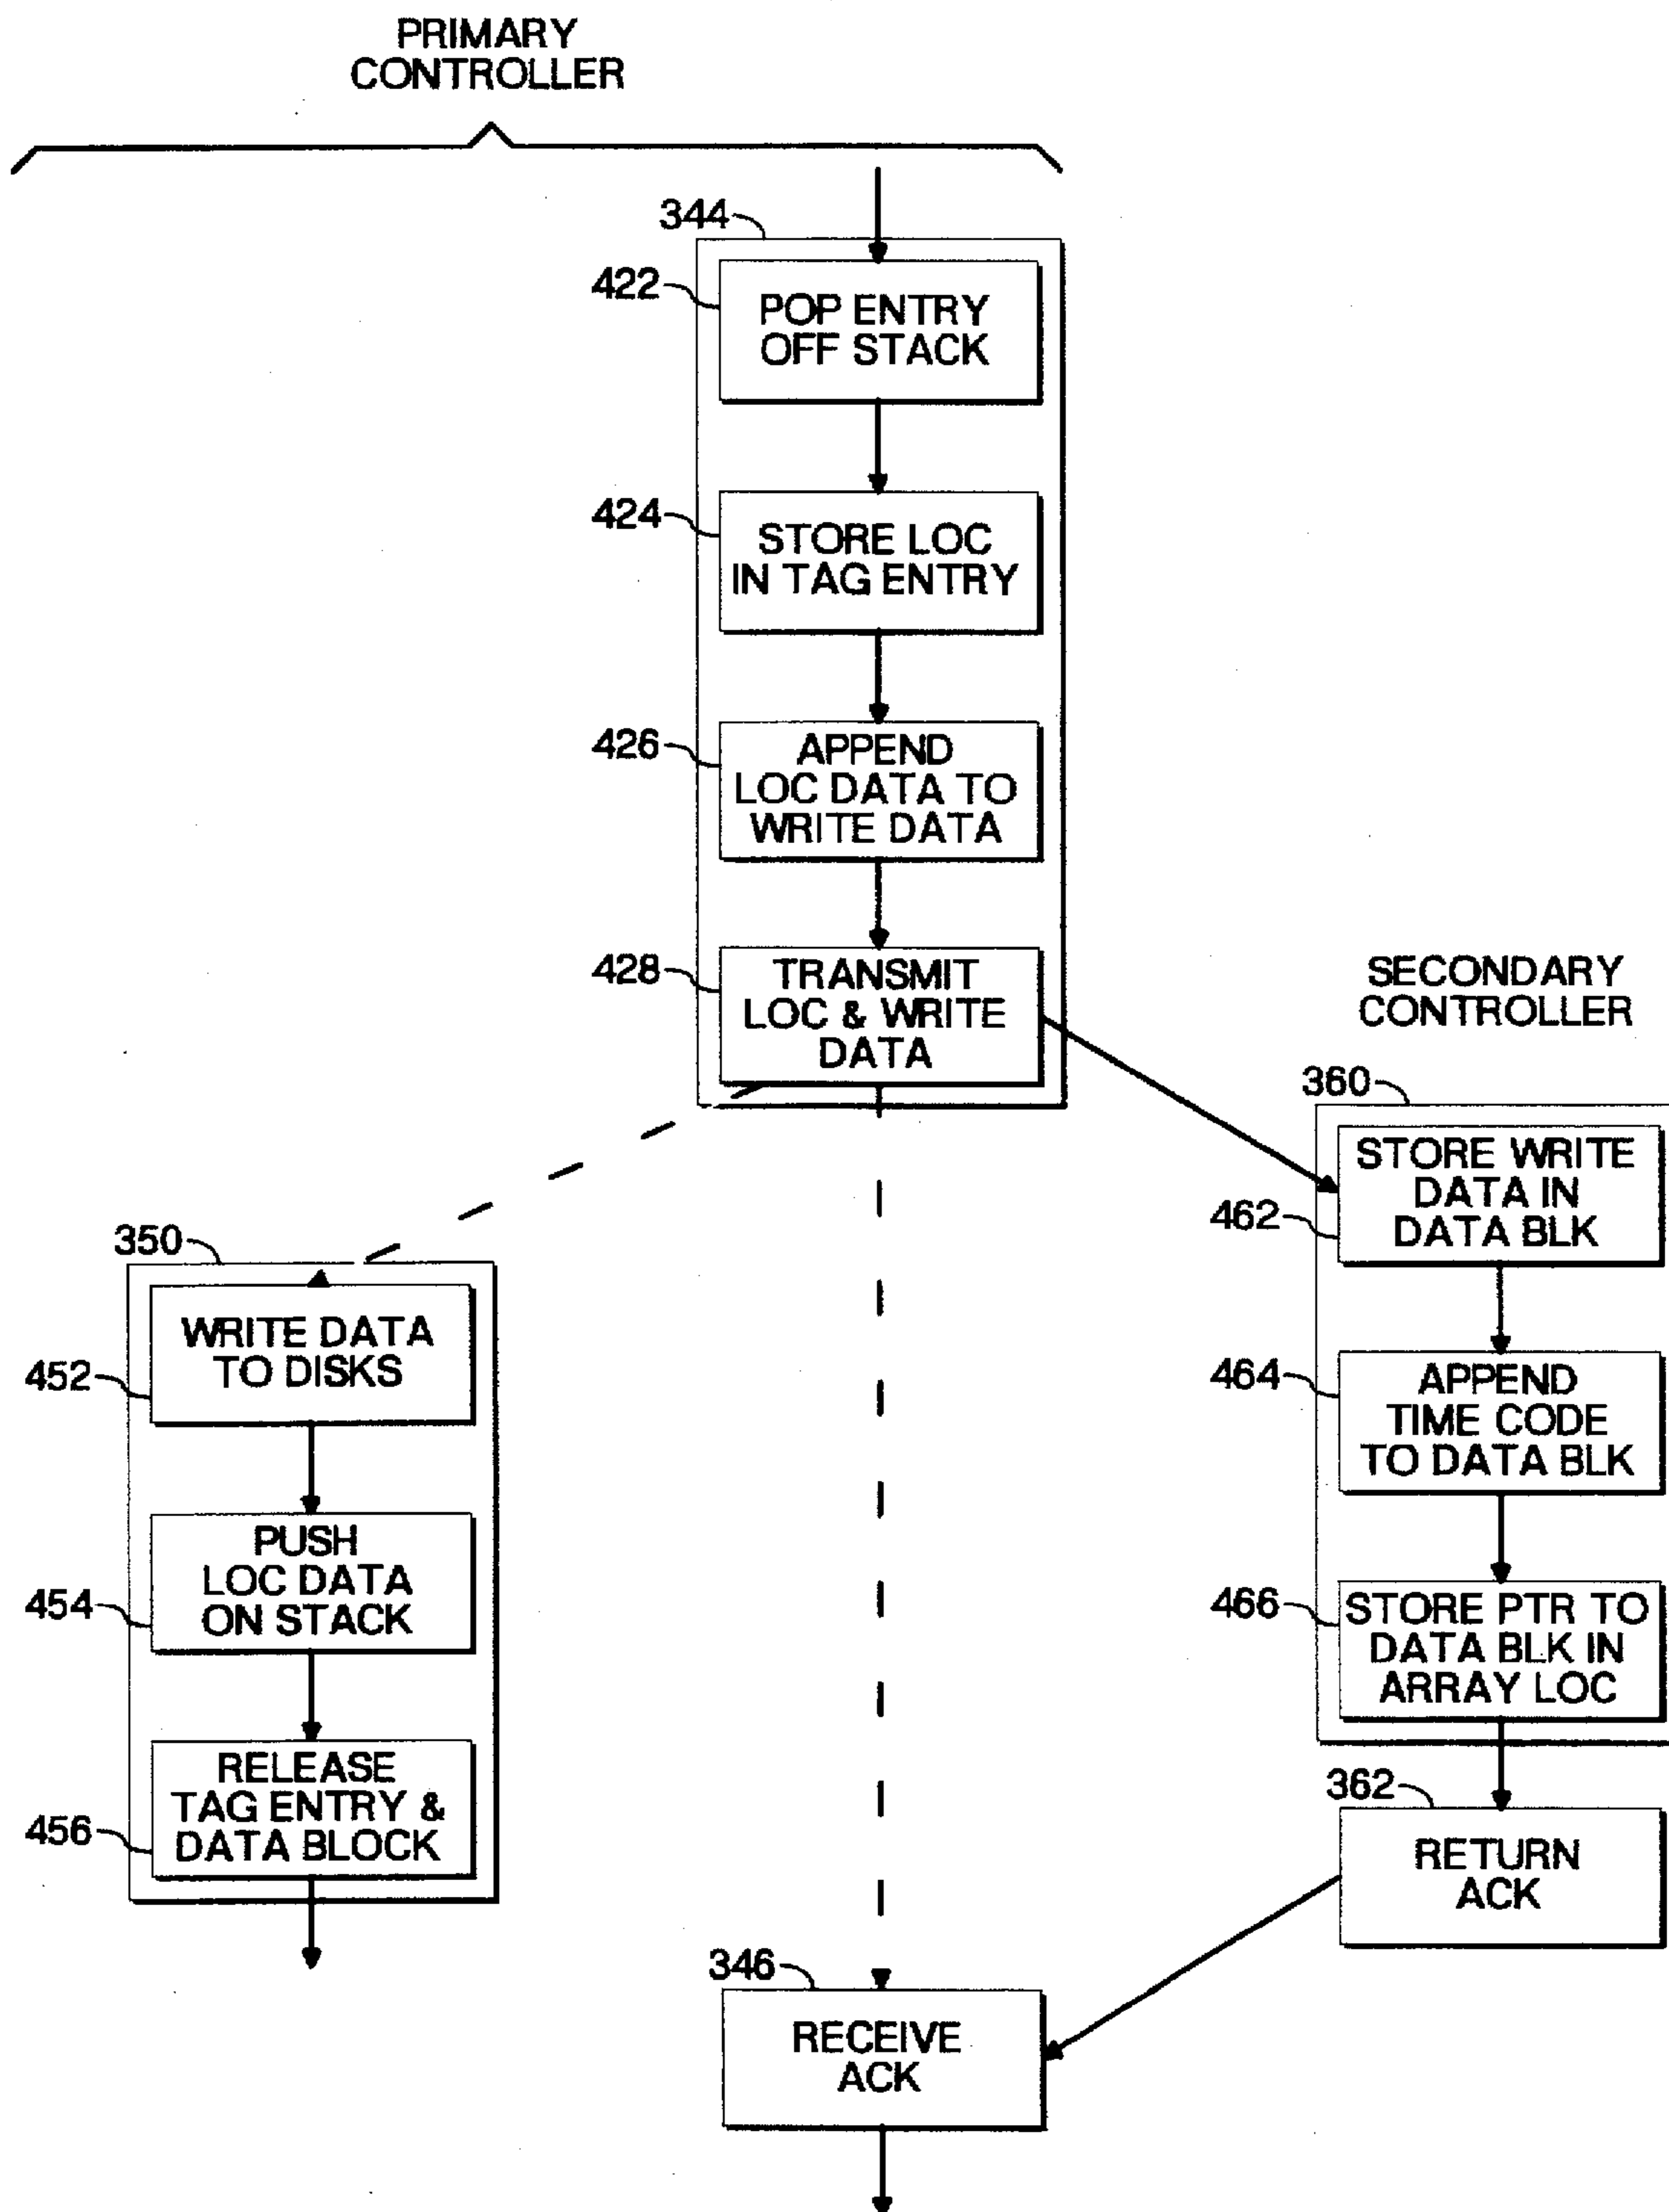 PRIMARY
CONTROLLER
344
422
POP ENTRY
OFF STACK
424
STORE LOC
IN TAG ENTRY
426
APPEND
LOC DATA TO
WRITE DATA
428
TRANSMIT
LOC & WRITE
DATA
SECONDARY
CONTROLLER
360
STORE WRITE
DATA IN
DATA BLK
462
464
APPEND
TIME CODE
TO DATA BLK
466
STORE PTR TO
DATA BLK IN
ARRAY LOC
362
RETURN
ACK
350
WRITE DATA
TO DISKS
452
PUSH
LOC DATA
ON STACK
454
RELEASE
TAG ENTRY &
DATA BLOCK
456
346
RECEIVE
ACK